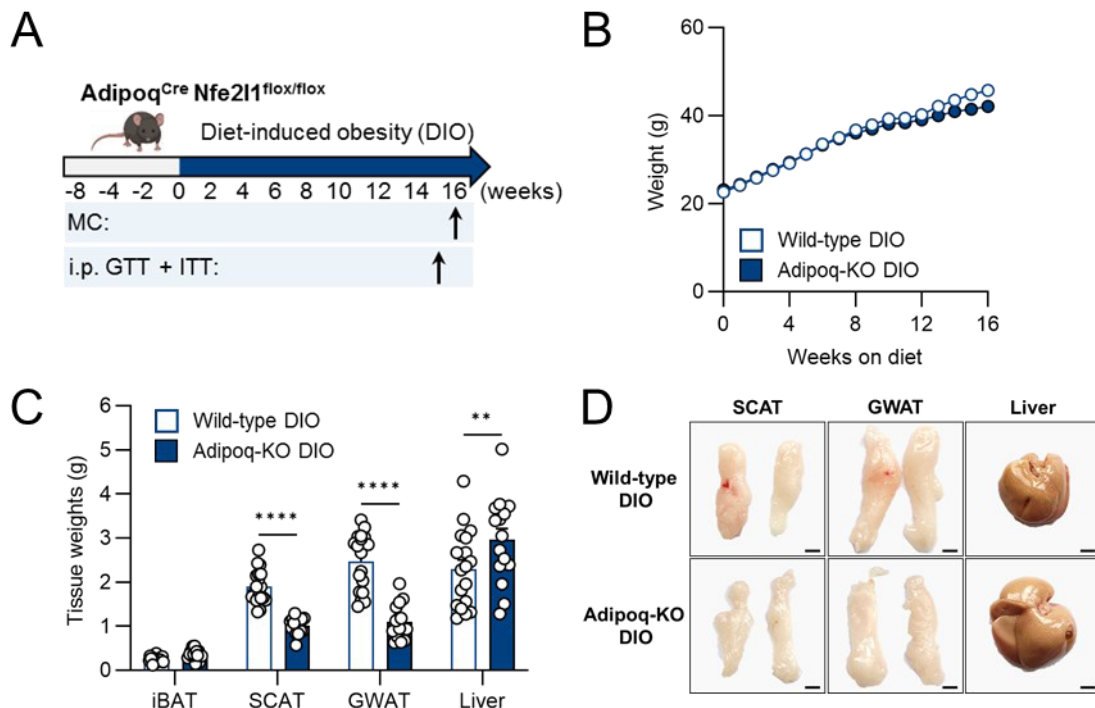 A
Adipoq^Cre Nfe2l1^flox/flox
Diet-induced obesity (DIO)
-8 -4 -2 0 2 4 6 8 10 12 14 16 (weeks)
MC:
i.p. GTT + ITT:
B
Weight (g)
60
40
20
0
Wild-type DIO
Adipoq-KO DIO
0 4 8 12 16
Weeks on diet
C
Tissue weights (g)
6
5
4
3
2
1
0
Wild-type DIO
Adipoq-KO DIO
****
****
**
iBAT SCAT GWAT Liver
D
SCAT GWAT Liver
Wild-type
DIO
Adipoq-KO
DIO